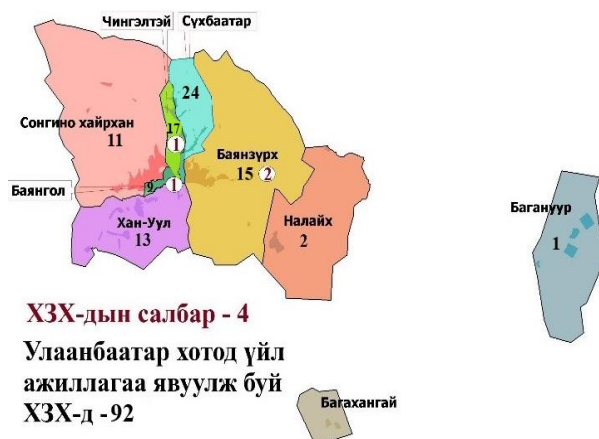 Чингэлтэй
Сүхбаатар
24
Сонгино хайрхан
11
17
1
Баянзүрх
15
2
Баянгол
9
1
Хан-Уул
13
Налайх
2
Багануур
1
ХЗХ-дын салбар - 4
Улаанбаатар хотод үйл
ажиллагаа явуулж буй
ХЗХ-д -92
Багахангай